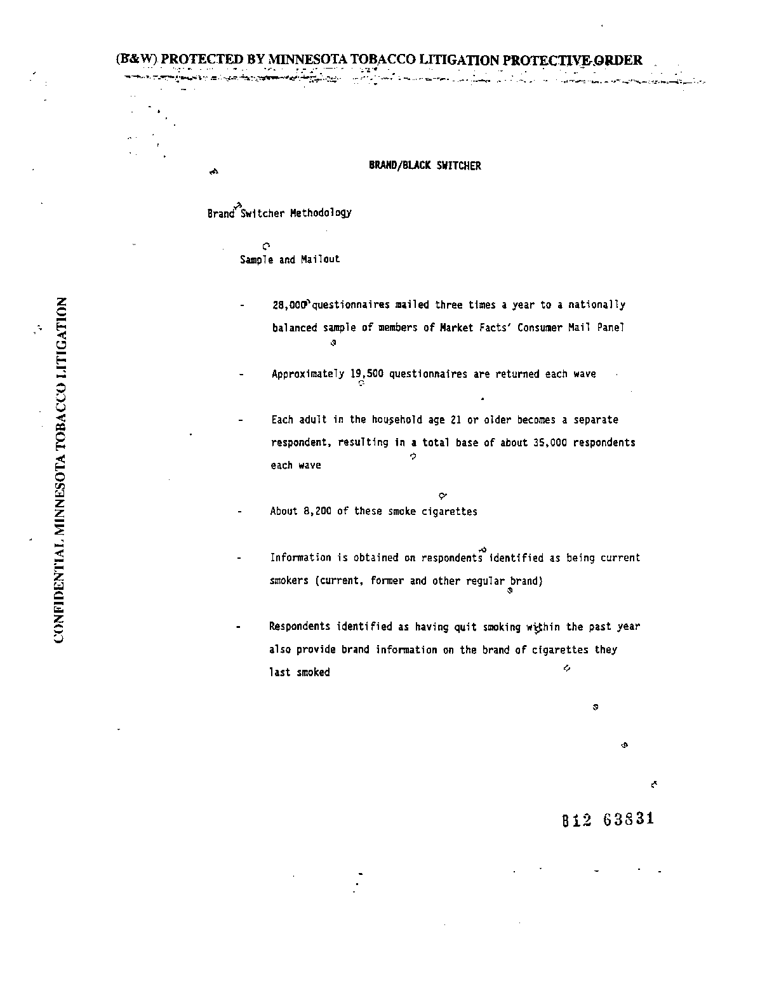 (B&W) PROTECTED BY MINNESOTA TOBACCO LITIGATION PROTECTIVE ORDER
BRAND/BLACK SWITCHER
Brand Switcher Methodology
Sample and Mailout
- 28,000 questionnaires mailed three times a year to a nationally
balanced sample of members of Market Facts' Consumer Mail Panel
- Approximately 19,500 questionnaires are returned each wave
- Each adult in the household age 21 or older becomes a separate
respondent, resulting in a total base of about 35,000 respondents
each wave
- About 8,200 of these smoke cigarettes
- Information is obtained on respondents identified as being current
smokers (current, former and other regular brand)
- Respondents identified as having quit smoking within the past year
also provide brand information on the brand of cigarettes they
last smoked
812 63831
CONFIDENTIAL MINNESOTA TOBACCO LITIGATION